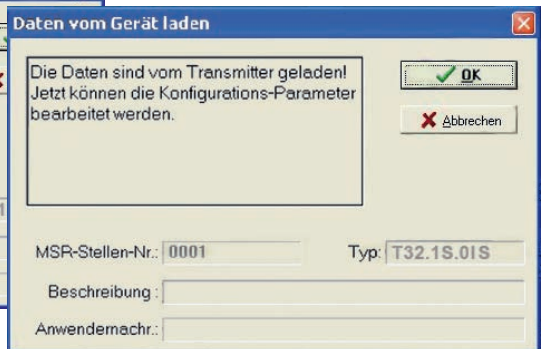 Daten vom Gerät laden
Die Daten sind vom Transmitter geladen!
Jetzt können die Konfigurations-Parameter
bearbeitet werden.
OK
Abbrechen
MSR-Stellen-Nr.: 0001 Typ: T32.1S.0IS
Beschreibung :
Anwendernachr.: